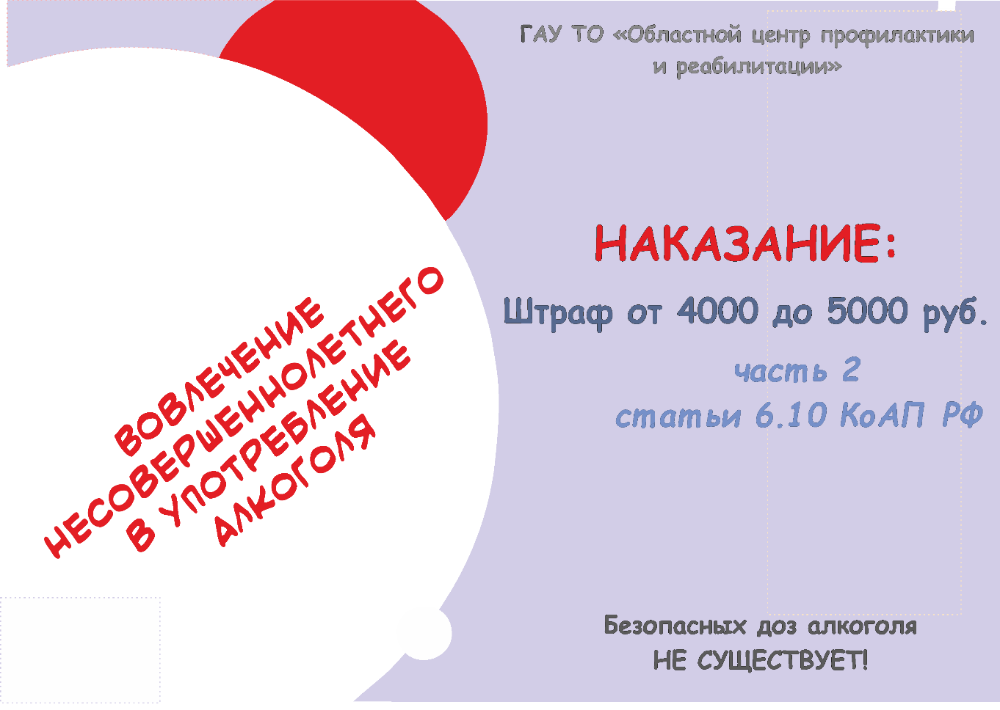 ГАУ ТО «Областной центр профилактики
и реабилитации»
ВОВЛЕЧЕНИЕ
НЕСОВЕРШЕННОЛЕТНЕГО
В УПОТРЕБЛЕНИЕ
АЛКОГОЛЯ
НАКАЗАНИЕ:
Штраф от 4000 до 5000 руб.
часть 2
статьи 6.10 КоАП РФ
Безопасных доз алкоголя
НЕ СУЩЕСТВУЕТ!